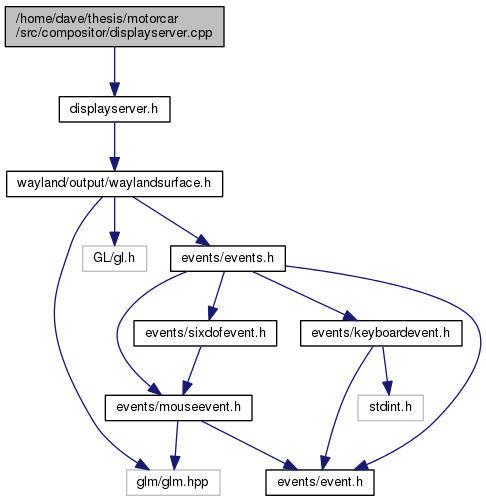 /home/dave/thesis/motorcar
/src/compositor/displayserver.cpp
displayserver.h
wayland/output/waylandsurface.h
GL/gl.h
events/events.h
events/sixdofevent.h
events/keyboardevent.h
events/mouseevent.h
stdint.h
glm/glm.hpp
events/event.h